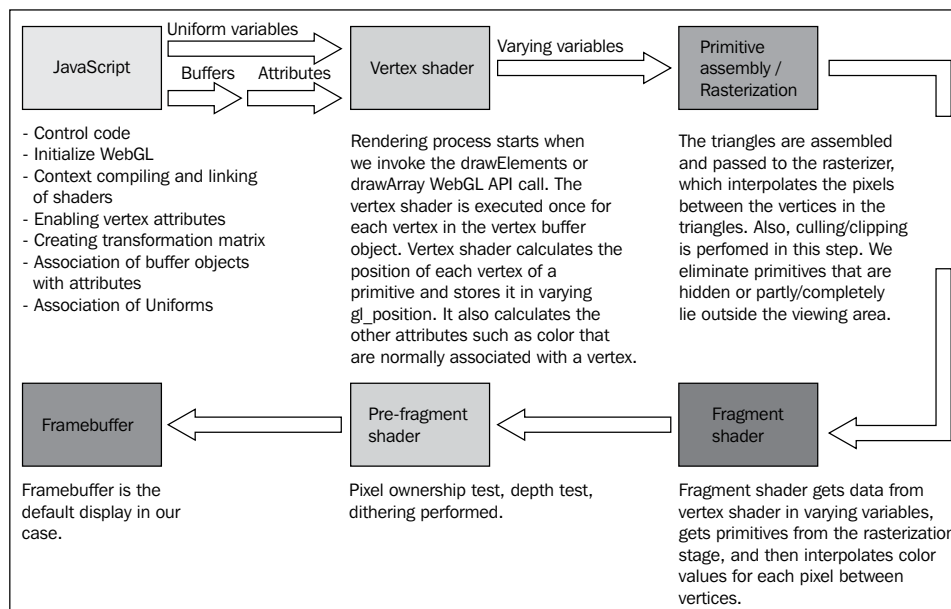 JavaScript
Uniform variables
Buffers
Attributes
Vertex shader
Varying variables
Primitive
assembly /
Rasterization
- Control code
- Initialize WebGL
- Context compiling and linking
of shaders
- Enabling vertex attributes
- Creating transformation matrix
- Association of buffer objects
with attributes
- Association of Uniforms
Rendering process starts when
we invoke the drawElements or
drawArray WebGL API call. The
vertex shader is executed once for
each vertex in the vertex buffer
object. Vertex shader calculates the
position of each vertex of a
primitive and stores it in varying
gl_position. It also calculates the
other attributes such as color that
are normally associated with a vertex.
The triangles are assembled
and passed to the rasterizer,
which interpolates the pixels
between the vertices in the
triangles. Also, culling/clipping
is perfomed in this step. We
eliminate primitives that are
hidden or partly/completely
lie outside the viewing area.
Framebuffer
Pre-fragment
shader
Fragment
shader
Framebuffer is the
default display in our
case.
Pixel ownership test, depth test,
dithering performed.
Fragment shader gets data from
vertex shader in varying variables,
gets primitives from the rasterization
stage, and then interpolates color
values for each pixel between
vertices.